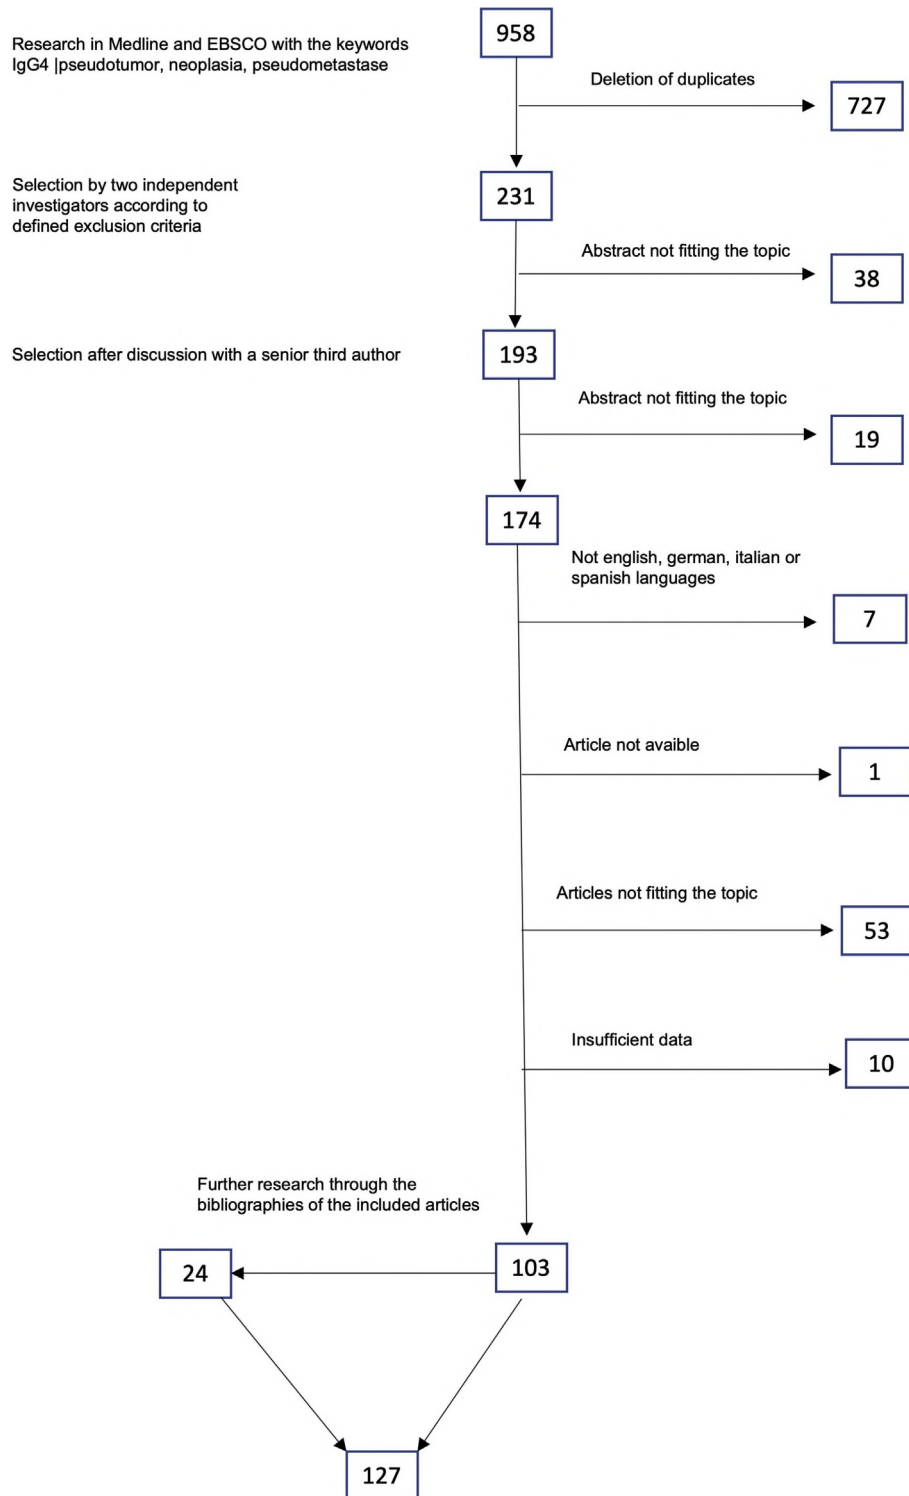 958
Research in Medline and EBSCO with the keywords
IgG4 |pseudotumor, neoplasia, pseudometastase
Deletion of duplicates
727
Selection by two independent
investigators according to
defined exclusion criteria
231
Abstract not fitting the topic
38
Selection after discussion with a senior third author
193
Abstract not fitting the topic
19
174
Not english, german, italian or
spanish languages
7
Article not avaible
1
Articles not fitting the topic
53
Insufficient data
10
Further research through the
bibliographies of the included articles
24
103
127